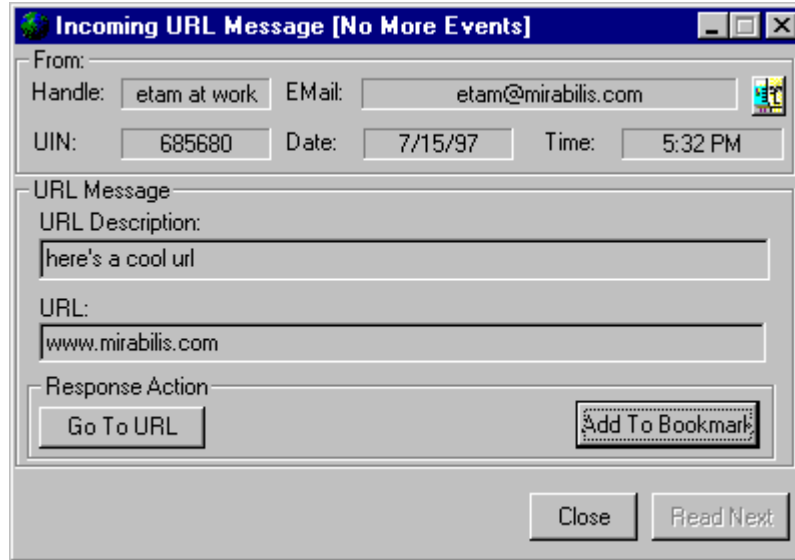 Incoming URL Message [No More Events]
From:
Handle: etam at work EMail: etam@mirabilis.com
UIN: 685680 Date: 7/15/97 Time: 5:32 PM
URL Message
URL Description:
here's a cool url
URL:
www.mirabilis.com
Response Action
Go To URL Add To Bookmark
Close Read Next